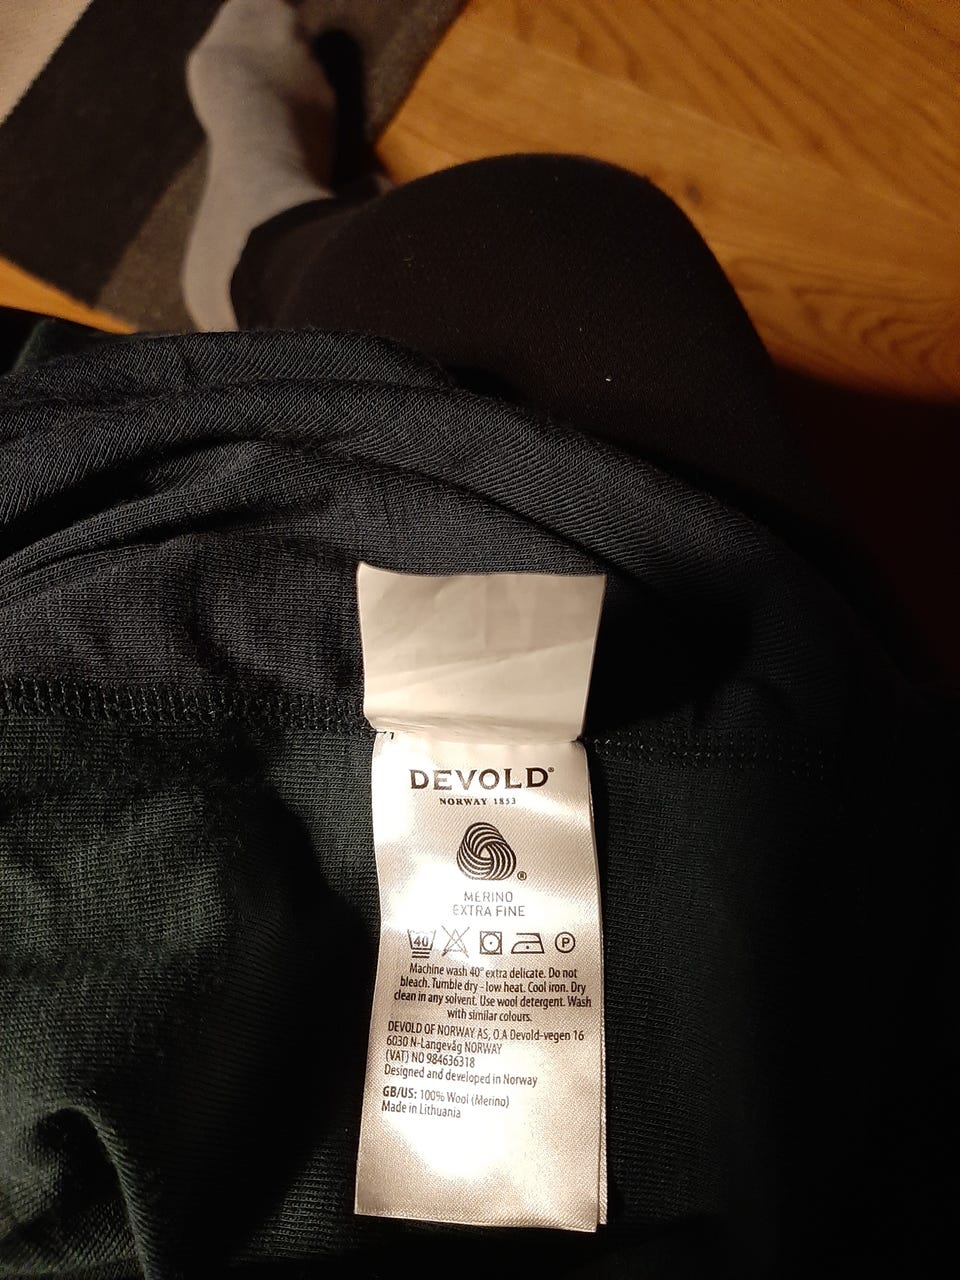 DEVOLD®
NORWAY 1853
®
MERINO
EXTRA FINE
40 P
Machine wash 40° extra delicate. Do not
bleach. Tumble dry - low heat. Cool iron. Dry
clean in any solvent. Use wool detergent. Wash
with similar colours.
DEVOLD OF NORWAY AS, O.A Devold-vegen 16
6030 N-Langevåg NORWAY
(VAT) NO 984636318
Designed and developed in Norway
GB/US: 100% Wool (Merino)
Made in Lithuania